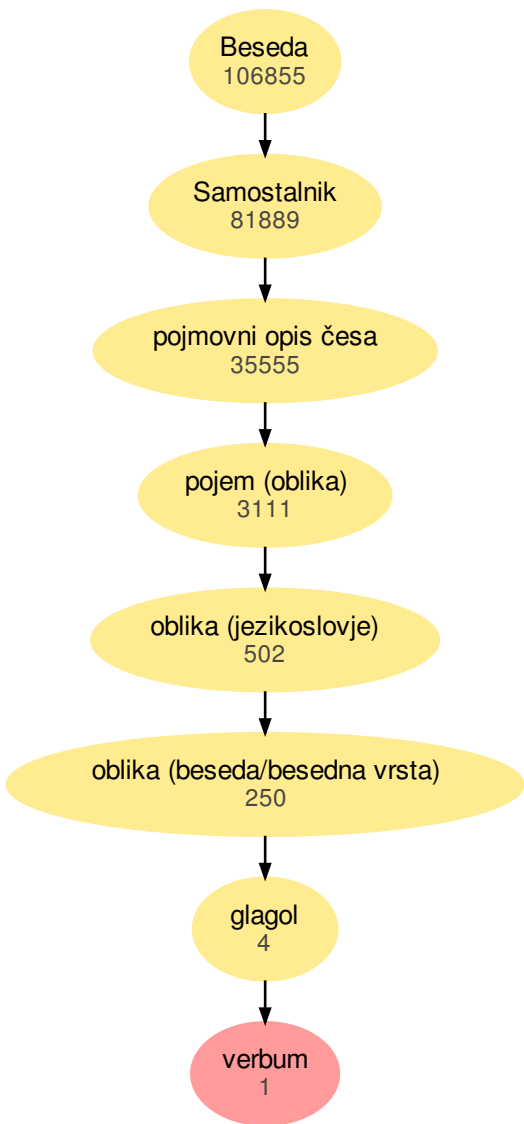 Beseda
106855
Samostalnik
81889
pojmovni opis česa
35555
pojem (oblika)
3111
oblika (jezikoslovje)
502
oblika (beseda/besedna vrsta)
250
glagol
4
verbum
1